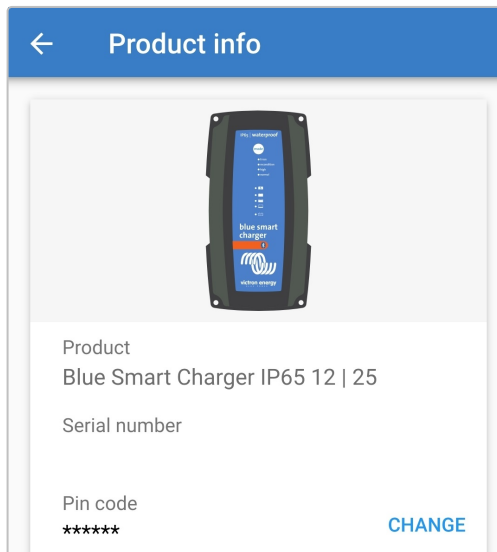 Product info
blue smart
charger
victron energy
Product
Blue Smart Charger IP65 12 | 25
Serial number
Pin code
******
CHANGE